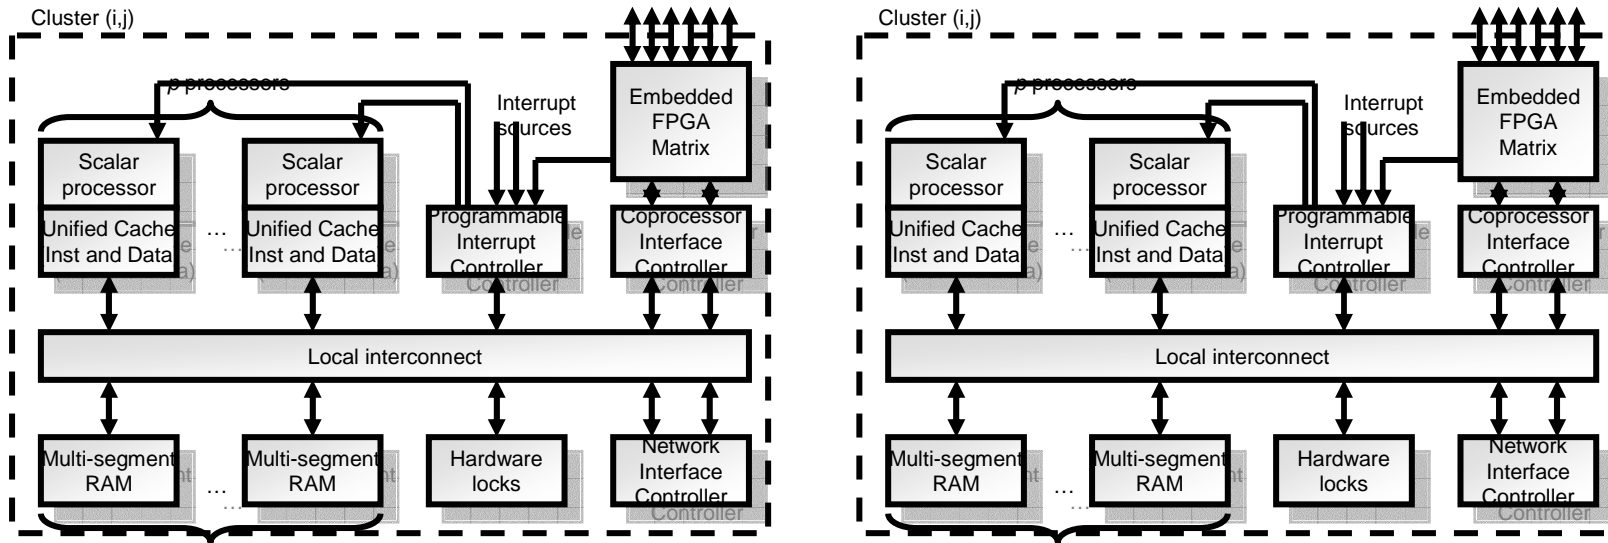 Cluster (i,j)
p processors
Interrupt
sources
Embedded
FPGA
Matrix
Scalar
processor
Scalar
processor
Unified Cache
Inst and Data
...
Unified Cache
Inst and Data
Programmable
Interrupt
Controller
Coprocessor
Interface
Controller
Local interconnect
Multi-segment
RAM
...
Multi-segment
RAM
Hardware
locks
Network
Interface
Controller
Cluster (i,j)
p processors
Interrupt
sources
Embedded
FPGA
Matrix
Scalar
processor
Scalar
processor
Unified Cache
Inst and Data
...
Unified Cache
Inst and Data
Programmable
Interrupt
Controller
Coprocessor
Interface
Controller
Local interconnect
Multi-segment
RAM
...
Multi-segment
RAM
Hardware
locks
Network
Interface
Controller